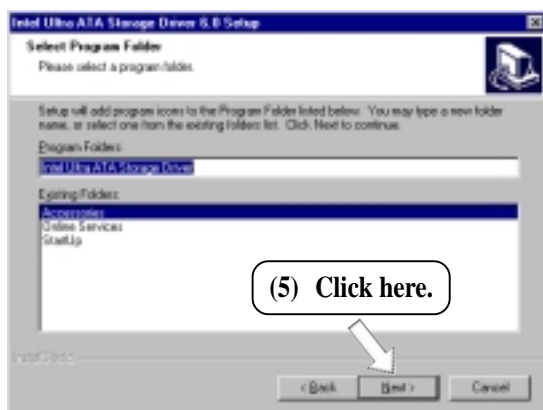 Intel Ultra ATA Storage Driver 6.0 Setup
Select Program Folder
Please select a program folder.
Setup will add program icons to the Program Folder listed below. You may type a new folder
name, or select one from the existing folders list. Click Next to continue.
Program Folders:
Intel Ultra ATA Storage Driver
Existing Folders:
Accessories
Online Services
StartUp
(5) Click here.
InstallShield
< Back
Next >
Cancel